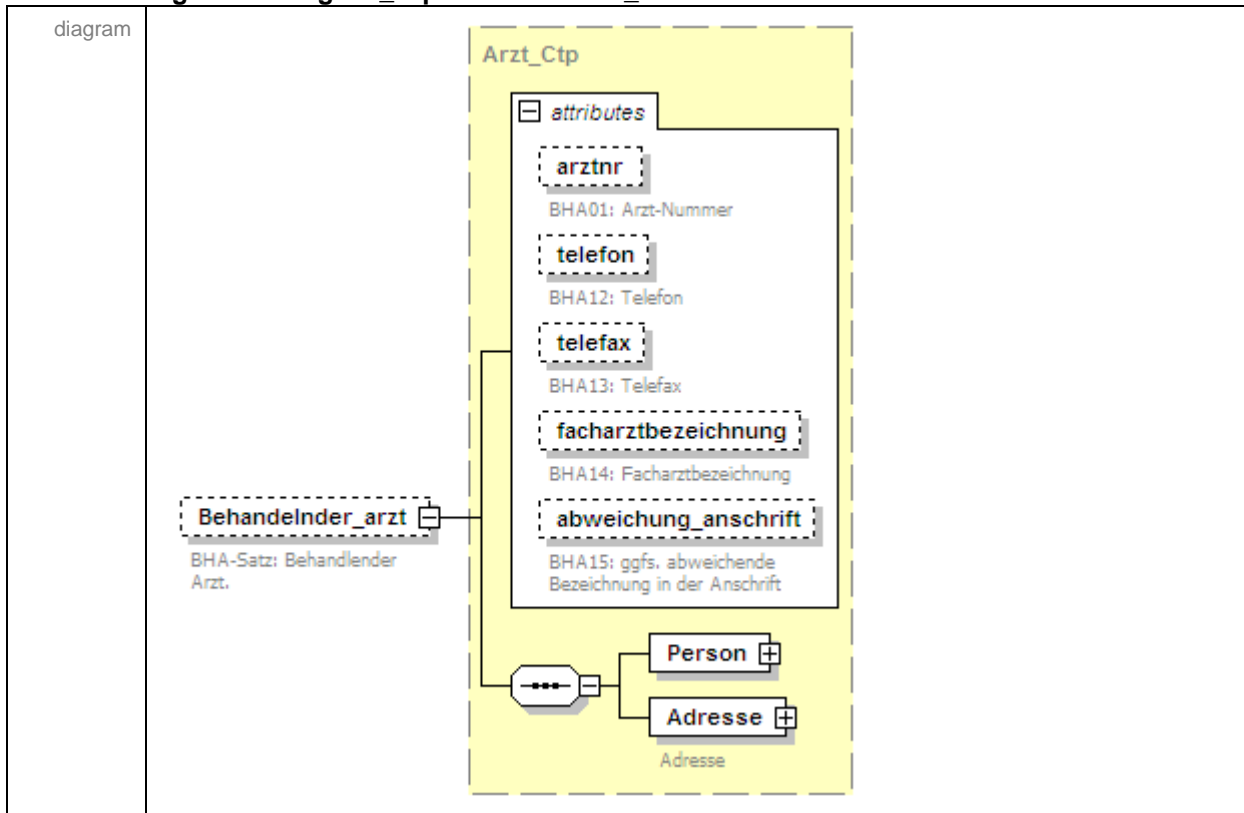 diagram
Arzt_Ctp
attributes
arztnr
BHA01: Arzt-Nummer
telefon
BHA12: Telefon
telefax
BHA13: Telefax
facharztbezeichnung
BHA14: Facharztbezeichnung
Behandelnder_arzt
BHA-Satz: Behandlender
Arzt.
abweichung_anschrift
BHA15: ggfs. abweichende
Bezeichnung in der Anschrift
Person
Adresse
Adresse